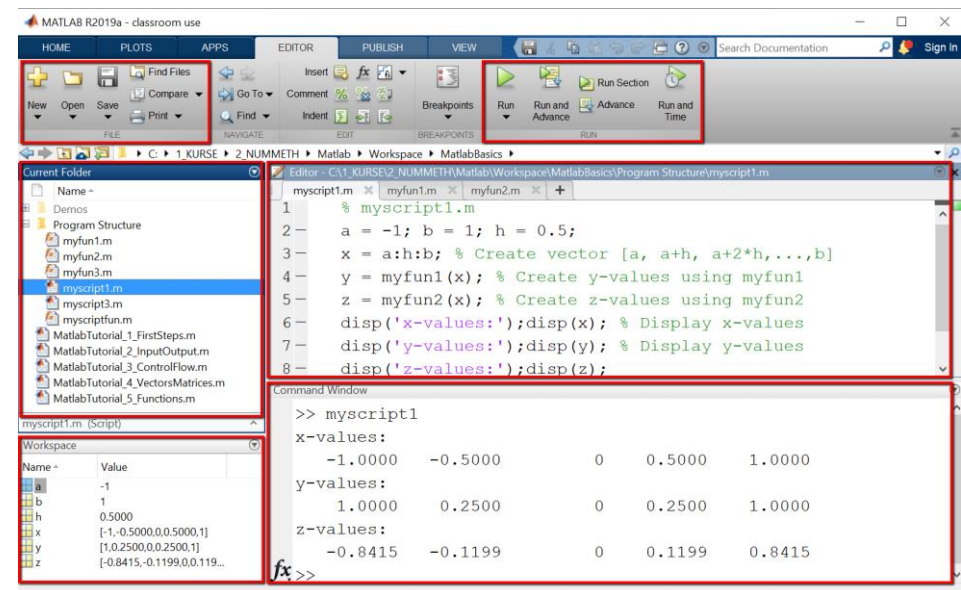 MATLAB R2019a - classroom use
HOME PLOTS APPS EDITOR PUBLISH VIEW Search Documentation Sign In
New Open Save Find Files Compare Print
FILE
Go To Find
NAVIGATE
Insert fx
Comment %
Indent
EDIT
Breakpoints
BREAKPOINTS
Run Run and Advance Run Section Advance Run and Time
RUN
C: 1_KURSE 2_NUMMETH Matlab Workspace MatlabBasics
Current Folder
Name
Demos
Program Structure
myfun1.m
myfun2.m
myfun3.m
myscript1.m
myscript3.m
myscriptfun.m
MatlabTutorial_1_FirstSteps.m
MatlabTutorial_2_InputOutput.m
MatlabTutorial_3_ControlFlow.m
MatlabTutorial_4_VectorsMatrices.m
MatlabTutorial_5_Functions.m
myscript1.m (Script)
Workspace
Name Value
a -1
b 1
h 0.5000
x [-1,-0.5000,0,0.5000,1]
y [1,0.2500,0,0.2500,1]
z [-0.8415,-0.1199,0,0.119...
Editor - C:\1_KURSE\2_NUMMETH\Matlab\Workspace\MatlabBasics\Program Structure\myscript1.m
myscript1.m myfun1.m myfun2.m +
1 % myscript1.m
2 - a = -1; b = 1; h = 0.5;
3 - x = a:h:b; % Create vector [a, a+h, a+2*h,...,b]
4 - y = myfun1(x); % Create y-values using myfun1
5 - z = myfun2(x); % Create z-values using myfun2
6 - disp('x-values:');disp(x); % Display x-values
7 - disp('y-values:');disp(y); % Display y-values
8 - disp('z-values:');disp(z);
Command Window
>> myscript1
x-values:
-1.0000 -0.5000 0 0.5000 1.0000
y-values:
1.0000 0.2500 0 0.2500 1.0000
z-values:
-0.8415 -0.1199 0 0.1199 0.8415
fx >>